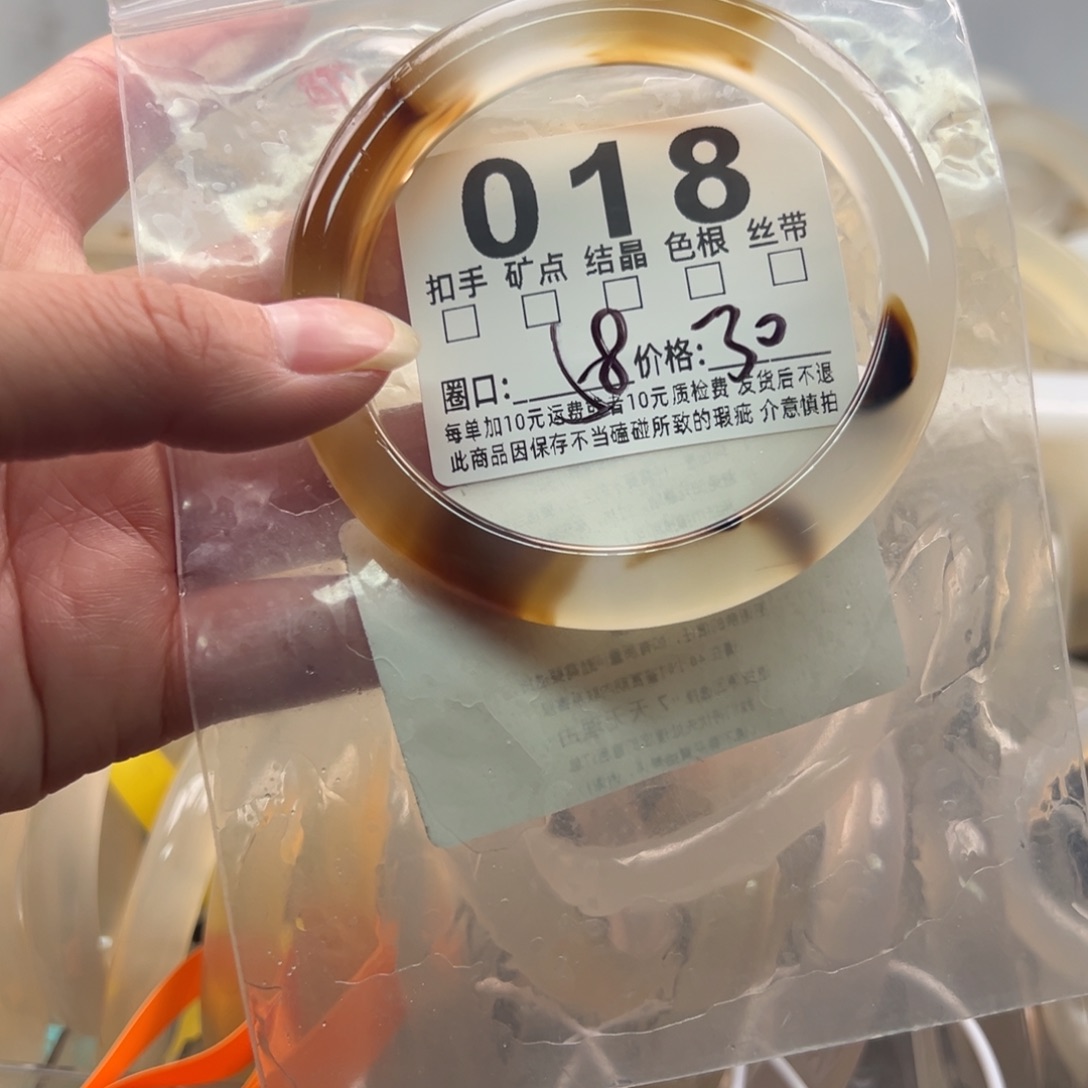 018
扣手 矿点 结晶 色根 丝带
圈口: 价格: 30
每单加10元运费或者10元质检费 发货后不退
此商品因保存不当磕碰所致的瑕疵 介意慎拍